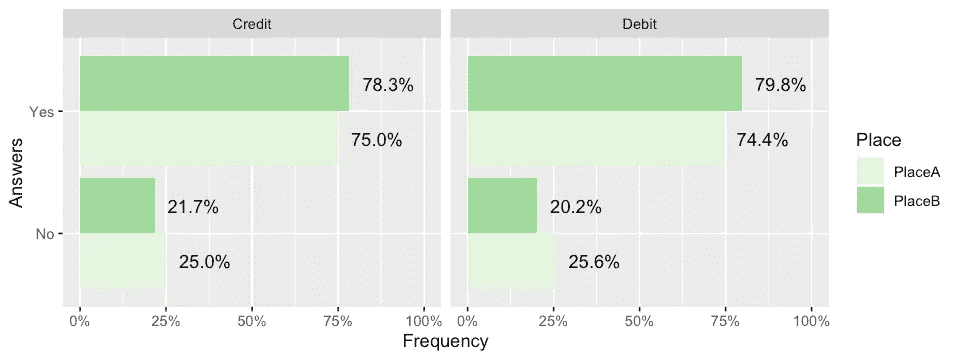 Credit
Debit
78.3%
79.8%
Yes
75.0%
74.4%
Answers
Place
PlaceA
PlaceB
21.7%
20.2%
No
25.0%
25.6%
0% 25% 50% 75% 100%
0% 25% 50% 75% 100%
Frequency